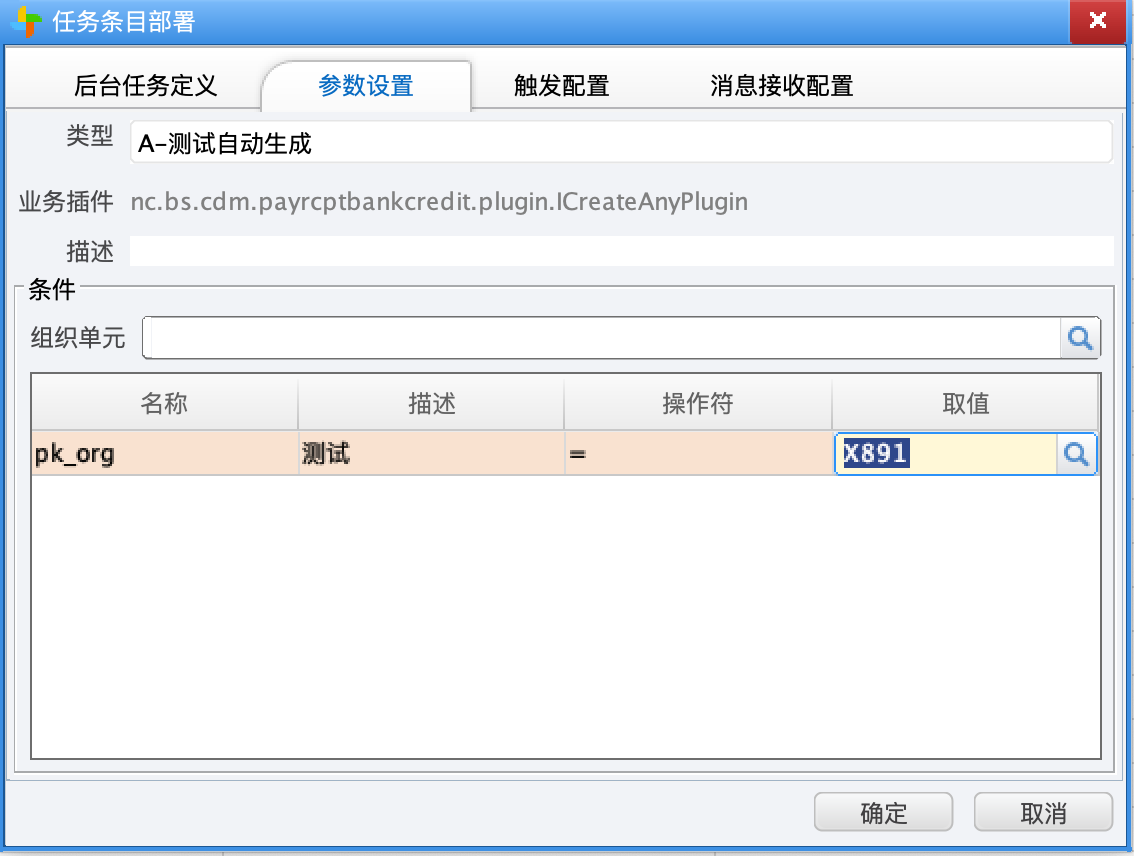 任务条目部署
后台任务定义 参数设置 触发配置 消息接收配置
类型 A-测试自动生成
业务插件 nc.bs.cdm.payrcptbankcredit.plugin.ICreateAnyPlugin
描述
条件
组织单元
名称 描述 操作符 取值
pk_org 测试 = X891
确定 取消